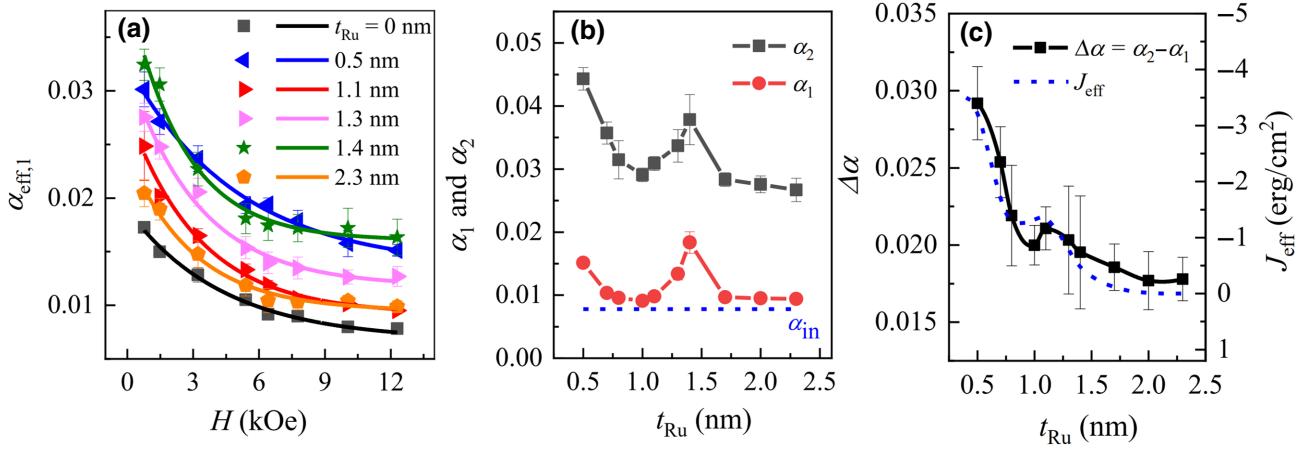 (a)
t_Ru = 0 nm
0.5 nm
1.1 nm
1.3 nm
1.4 nm
2.3 nm
0.03
0.02
0.01
α_eff,1
0 3 6 9 12
H (kOe)
(b)
α₂
α₁
α_in
0.05
0.04
0.03
0.02
0.01
0.00
α₁ and α₂
0.5 1.0 1.5 2.0 2.5
t_Ru (nm)
(c)
Δα = α₂−α₁
J_eff
0.035
0.030
0.025
0.020
0.015
Δα
0.5 1.0 1.5 2.0 2.5
t_Ru (nm)
−5
−4
−3
−2
−1
0
1
J_eff (erg/cm²)